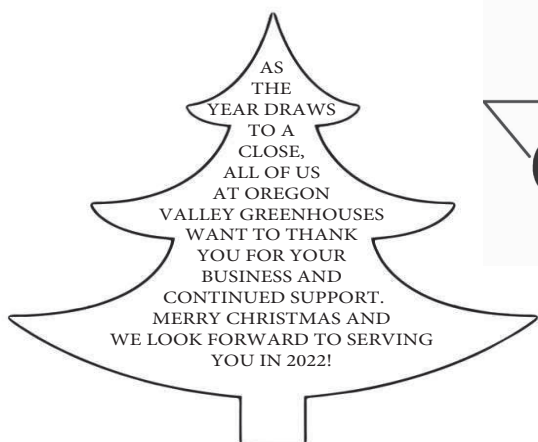 AS
THE
YEAR DRAWS
TO A
CLOSE,
ALL OF US
AT OREGON
VALLEY GREENHOUSES
WANT TO THANK
YOU FOR YOUR
BUSINESS AND
CONTINUED SUPPORT.
MERRY CHRISTMAS AND
WE LOOK FORWARD TO SERVING
YOU IN 2022!